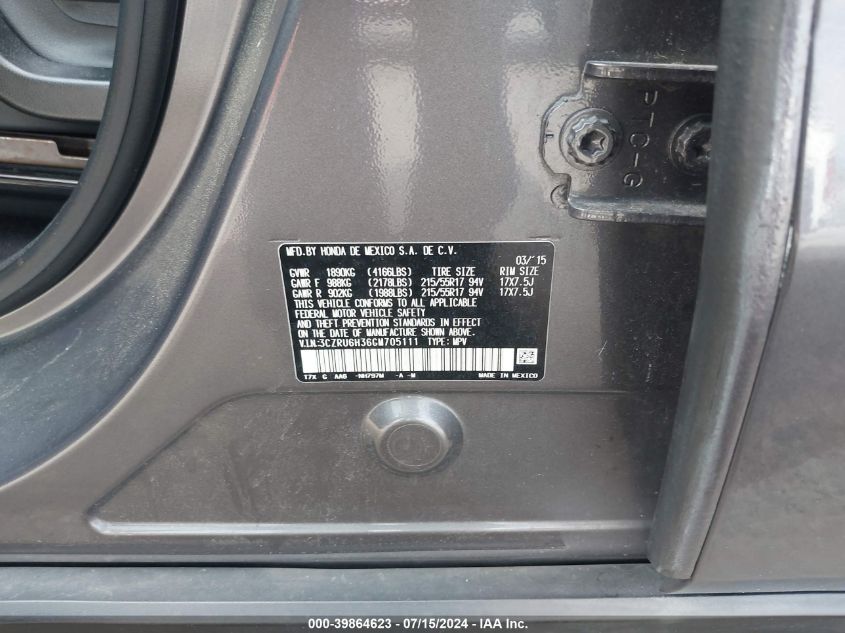 PTC-G
MFD.BY HONDA DE MEXICO S.A. DE C.V.
03/'15
GVWR 1890KG (4166LBS) TIRE SIZE RIM SIZE
GAWR F 988KG (2178LBS) 215/55R17 94V 17X7.5J
GAWR R 902KG (1988LBS) 215/55R17 94V 17X7.5J
THIS VEHICLE CONFORMS TO ALL APPLICABLE
FEDERAL MOTOR VEHICLE SAFETY
AND THEFT PREVENTION STANDARDS IN EFFECT
ON THE DATE OF MANUFACTURE SHOWN ABOVE.
V.I.N.:3CZRU6H36GM705111 TYPE: MPV
T7X G AAG -181797M -A -M MADE IN MEXICO
000-39864623 - 07/15/2024 - © IAA Inc.